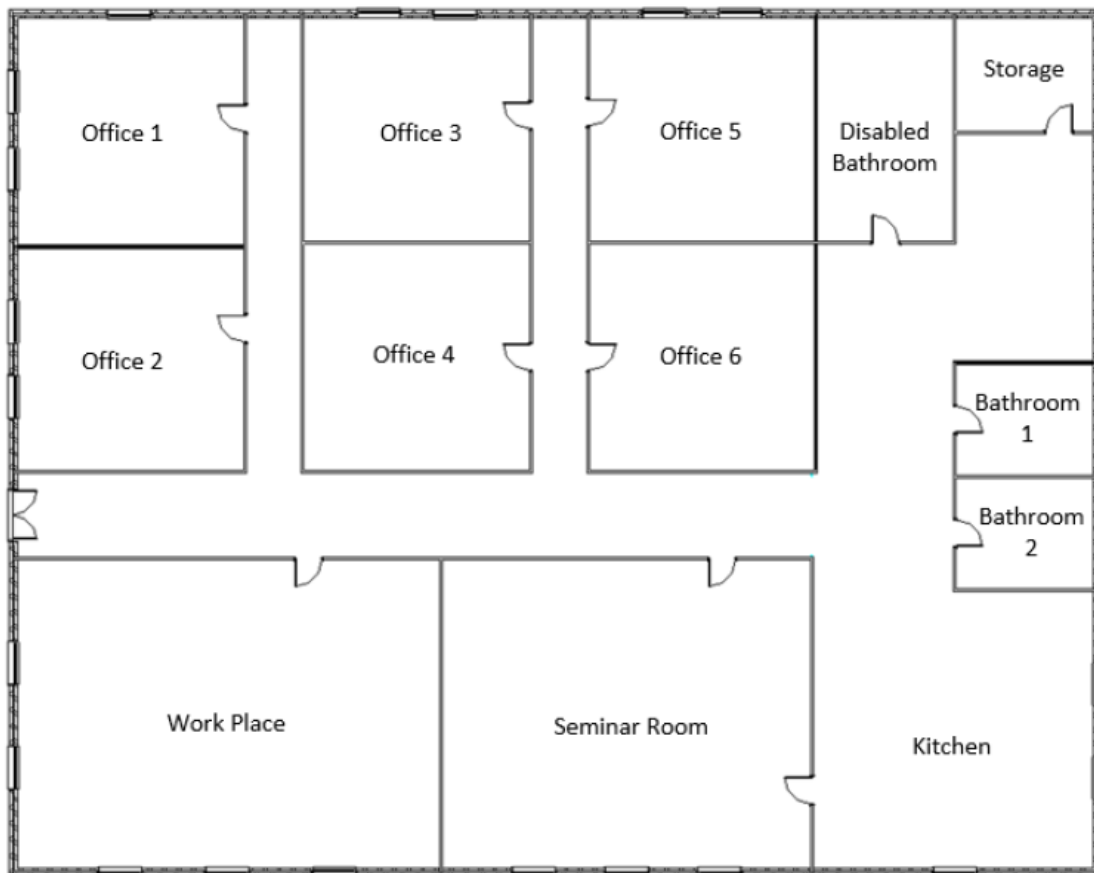 Storage
Office 1
Office 3
Office 5
Disabled
Bathroom
Office 2
Office 4
Office 6
Bathroom
1
Bathroom
2
Work Place
Seminar Room
Kitchen